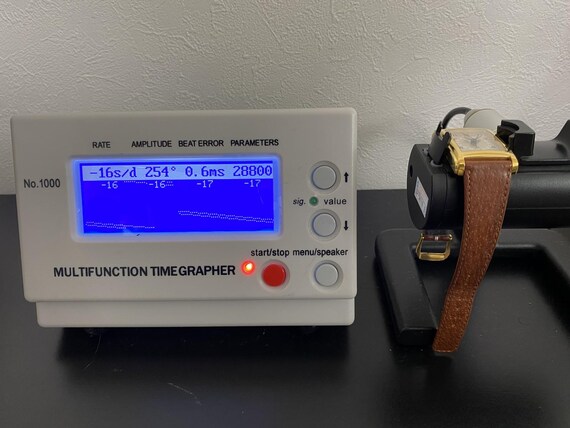 RATE AMPLITUDE BEAT ERROR PARAMETERS
-16s/d 254° 0.6ms 28800
-16 -16 -17 -17
No.1000
sig. value
start/stop menu/speaker
MULTIFUNCTION TIMEGRAPHER